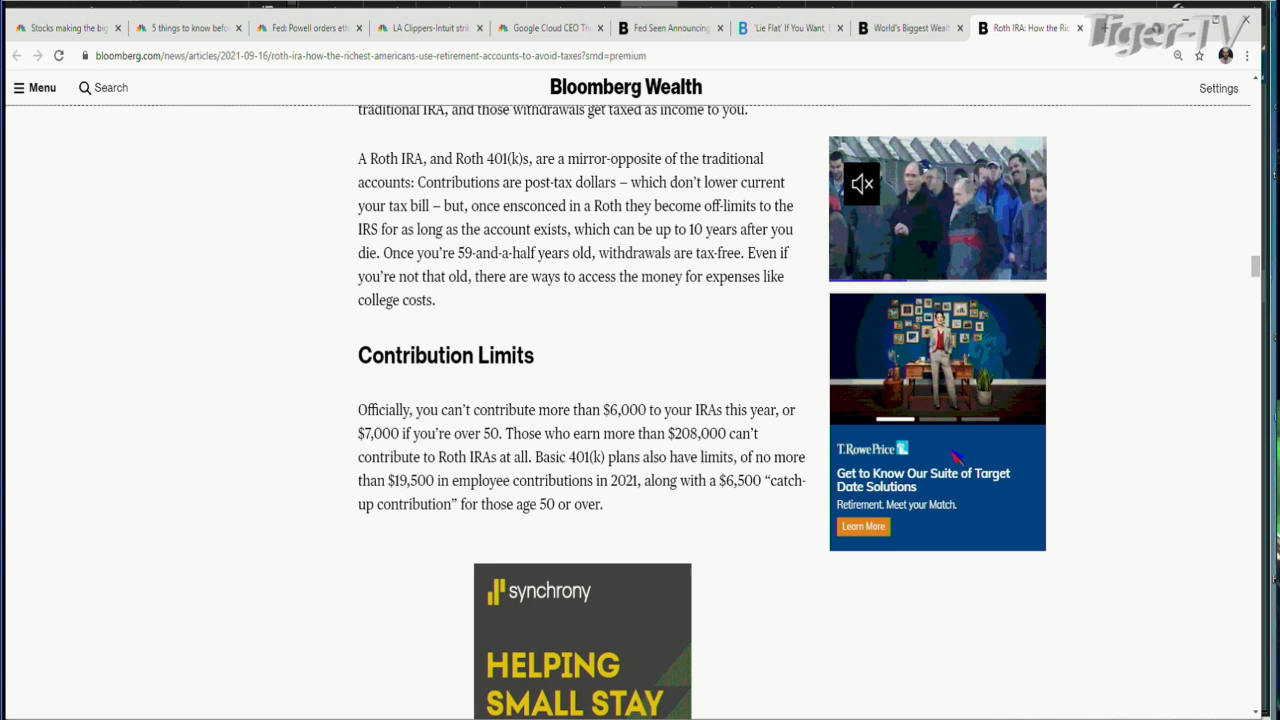 Stocks making the big
5 things to know befo
Fed: Powell orders eth
LA Clippers-Intuit stri
Google Cloud CEO Th
Fed Seen Announcing
"Lie Flat' If You Want, B
World's Biggest Wealt
Roth IRA: How the Ric
Tiger-TV
bloomberg.com/news/articles/2021-09-16/roth-ira-how-the-richest-americans-use-retirement-accounts-to-avoid-taxes?srnd=premium
Menu
Search
Bloomberg Wealth
Settings
traditional IRA, and those withdrawals get taxed as income to you.
A Roth IRA, and Roth 401(k)s, are a mirror-opposite of the traditional
accounts: Contributions are post-tax dollars – which don't lower current
your tax bill – but, once ensconced in a Roth they become off-limits to the
IRS for as long as the account exists, which can be up to 10 years after you
die. Once you're 59-and-a-half years old, withdrawals are tax-free. Even if
you're not that old, there are ways to access the money for expenses like
college costs.
Contribution Limits
Officially, you can't contribute more than $6,000 to your IRAs this year, or
$7,000 if you're over 50. Those who earn more than $208,000 can't
contribute to Roth IRAs at all. Basic 401(k) plans also have limits, of no more
than $19,500 in employee contributions in 2021, along with a $6,500 “catch-
up contribution” for those age 50 or over.
T.RowePrice
Get to Know Our Suite of Target
Date Solutions
Retirement. Meet your Match.
Learn More
synchrony
HELPING
SMALL STAY